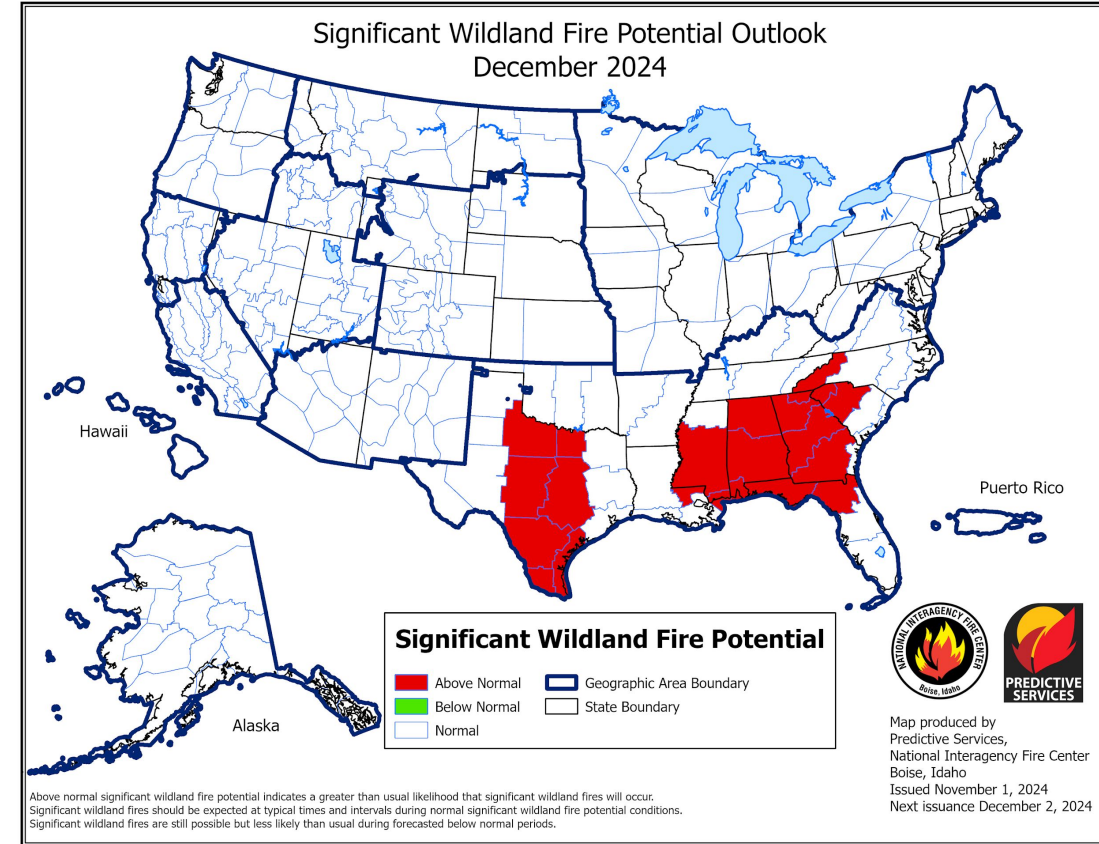 Significant Wildland Fire Potential Outlook
December 2024
Hawaii
Puerto Rico
Alaska
Significant Wildland Fire Potential
Above Normal
Geographic Area Boundary
Below Normal
State Boundary
Normal
NATIONAL INTERAGENCY FIRE CENTER
Boise, Idaho
PREDICTIVE
SERVICES
Map produced by
Predictive Services,
National Interagency Fire Center
Boise, Idaho
Issued November 1, 2024
Next issuance December 2, 2024
Above normal significant wildland fire potential indicates a greater than usual likelihood that significant wildland fires will occur.
Significant wildland fires should be expected at typical times and intervals during normal significant wildland fire potential conditions.
Significant wildland fires are still possible but less likely than usual during forecasted below normal periods.